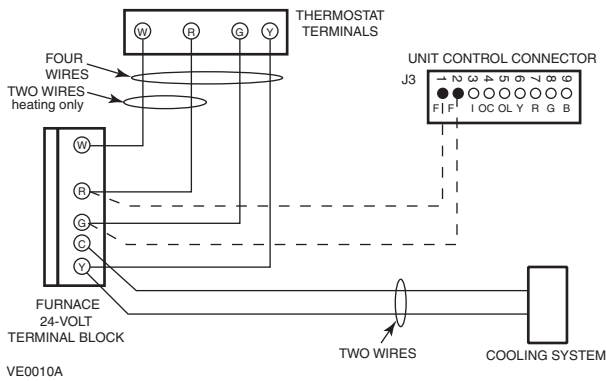 THERMOSTAT
TERMINALS
W R G Y
FOUR
WIRES
TWO WIRES
heating only
UNIT CONTROL CONNECTOR
J3 1 2 3 4 5 6 7 8 9
F F I OC OL Y R G B
W
R
G
C
Y
FURNACE
24-VOLT
TERMINAL BLOCK
TWO WIRES
COOLING SYSTEM
VE0010A